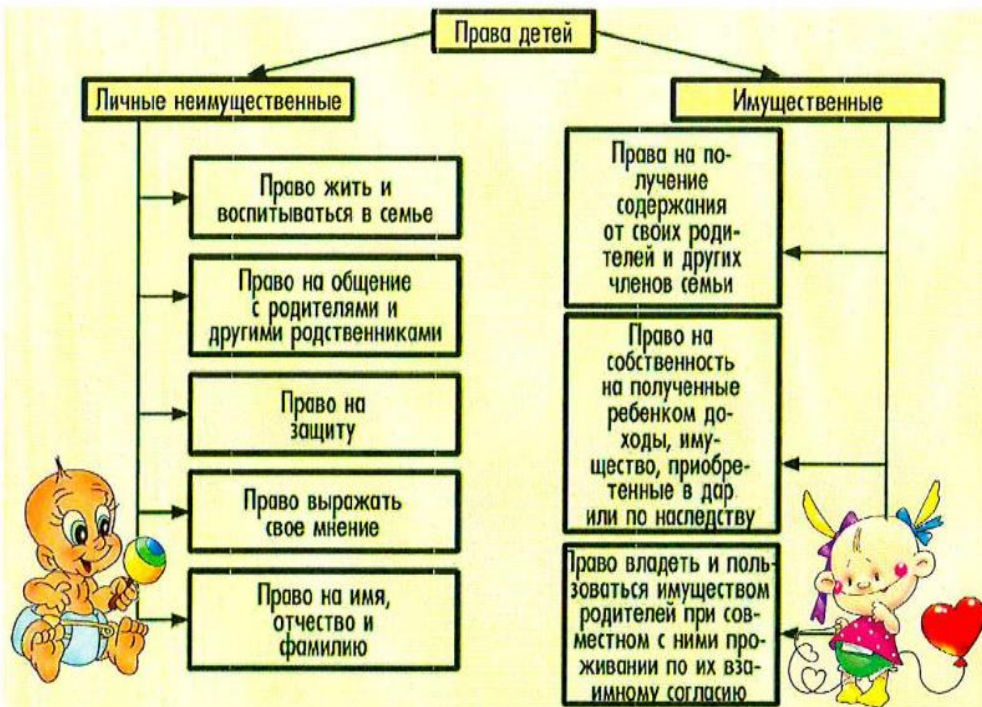 Права детей
Личные неимущественные
Имущественные
Право жить и
воспитываться в семье
Право на общение
с родителями и
другими родственниками
Право на
защиту
Право выражать
свое мнение
Право на имя,
отчество и
фамилию
Права на по-
лучение
содержания
от своих роди-
телей и других
членов семьи
Право на
собственность
на полученные
ребенком до-
ходы, иму-
щество, приобре-
тенные в дар
или по наследству
Право владеть и поль-
зоваться имуществом
родителей при сов-
местном с ними про-
живании по их вза-
имному согласию